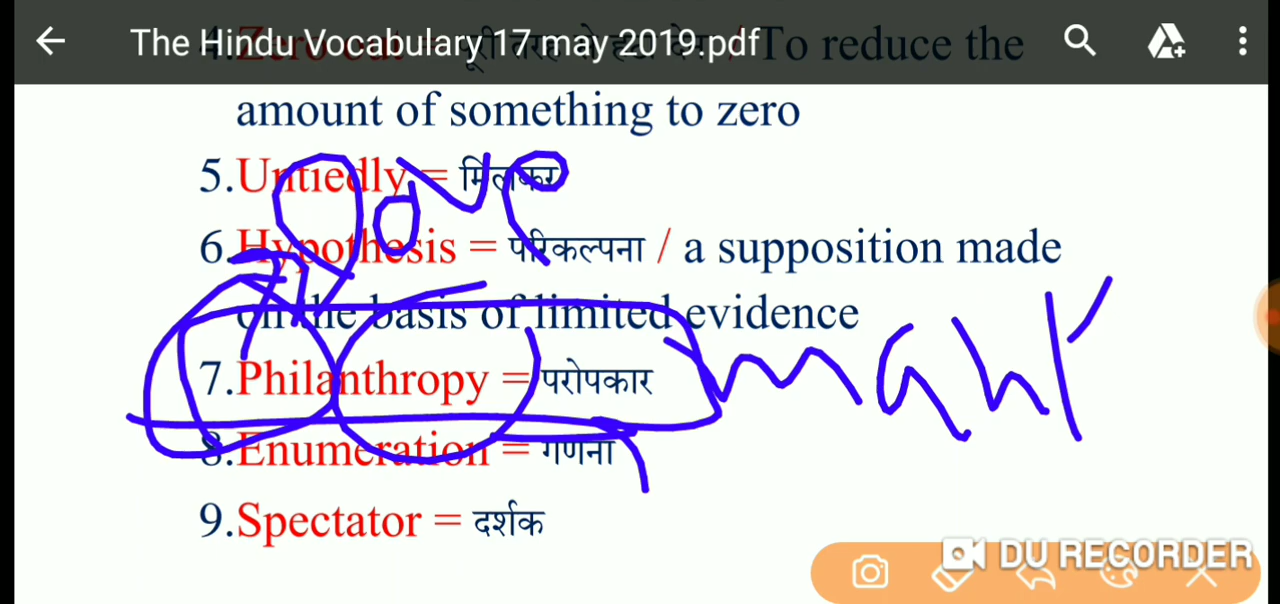 The Hindu Vocabulary 17 may 2019.pdf
4. To reduce the
amount of something to zero
5.Untiedly = मिलकर
6.Hypothesis = परिकल्पना / a supposition made
on the basis of limited evidence
7.Philanthropy = परोपकार
8.Enumeration = गणना
9.Spectator = दर्शक
DU RECORDER